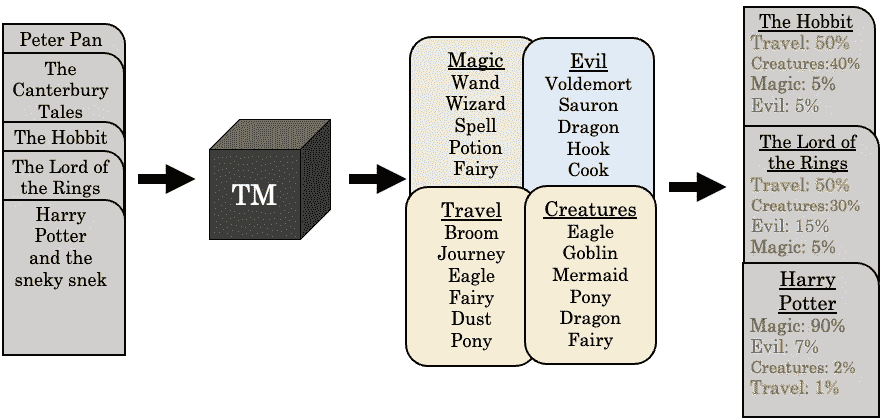 Peter Pan
The
Canterbury
Tales
The Hobbit
The Lord of
the Rings
Harry
Potter
and the
sneky snek
TM
Magic
Wand
Wizard
Spell
Potion
Fairy
Evil
Voldemort
Sauron
Dragon
Hook
Cook
Travel
Broom
Journey
Eagle
Fairy
Dust
Pony
Creatures
Eagle
Goblin
Mermaid
Pony
Dragon
Fairy
The Hobbit
Travel: 50%
Creatures:40%
Magic: 5%
Evil: 5%
The Lord of
the Rings
Travel: 50%
Creatures:30%
Evil: 15%
Magic: 5%
Harry
Potter
Magic: 90%
Evil: 7%
Creatures: 2%
Travel: 1%